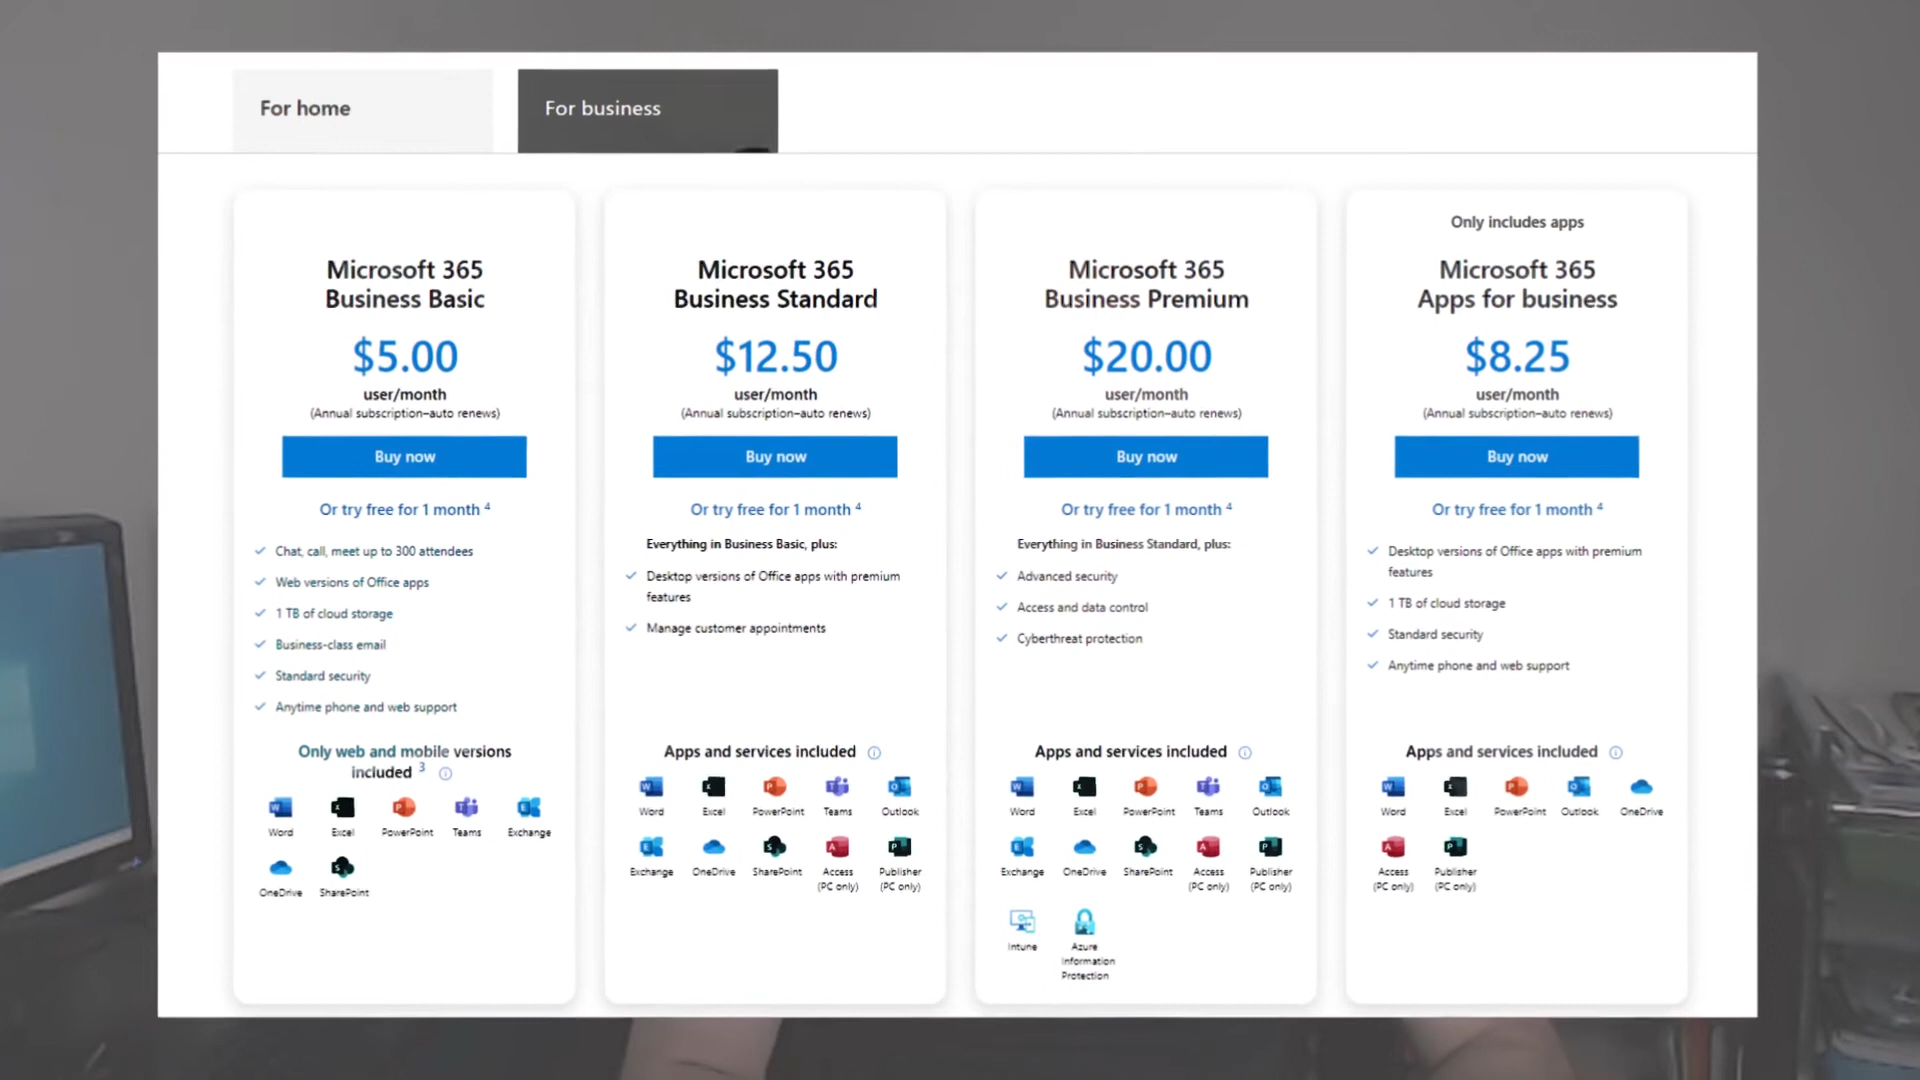 For home
For business
Microsoft 365
Business Basic
$5.00
user/month
(Annual subscription–auto renews)
Buy now
Or try free for 1 month 4
Chat, call, meet up to 300 attendees
Web versions of Office apps
1 TB of cloud storage
Business-class email
Standard security
Anytime phone and web support
Only web and mobile versions
included 3
Word Excel PowerPoint Teams Exchange
OneDrive SharePoint
Microsoft 365
Business Standard
$12.50
user/month
(Annual subscription–auto renews)
Buy now
Or try free for 1 month 4
Everything in Business Basic, plus:
Desktop versions of Office apps with premium
features
Manage customer appointments
Apps and services included
Word Excel PowerPoint Teams Outlook
Exchange OneDrive SharePoint Access Publisher
(PC only) (PC only)
Microsoft 365
Business Premium
$20.00
user/month
(Annual subscription–auto renews)
Buy now
Or try free for 1 month 4
Everything in Business Standard, plus:
Advanced security
Access and data control
Cyberthreat protection
Apps and services included
Word Excel PowerPoint Teams Outlook
Exchange OneDrive SharePoint Access Publisher
(PC only) (PC only)
Intune Azure
Information
Protection
Only includes apps
Microsoft 365
Apps for business
$8.25
user/month
(Annual subscription–auto renews)
Buy now
Or try free for 1 month 4
Desktop versions of Office apps with premium
features
1 TB of cloud storage
Standard security
Anytime phone and web support
Apps and services included
Word Excel PowerPoint Outlook OneDrive
Access Publisher
(PC only) (PC only)